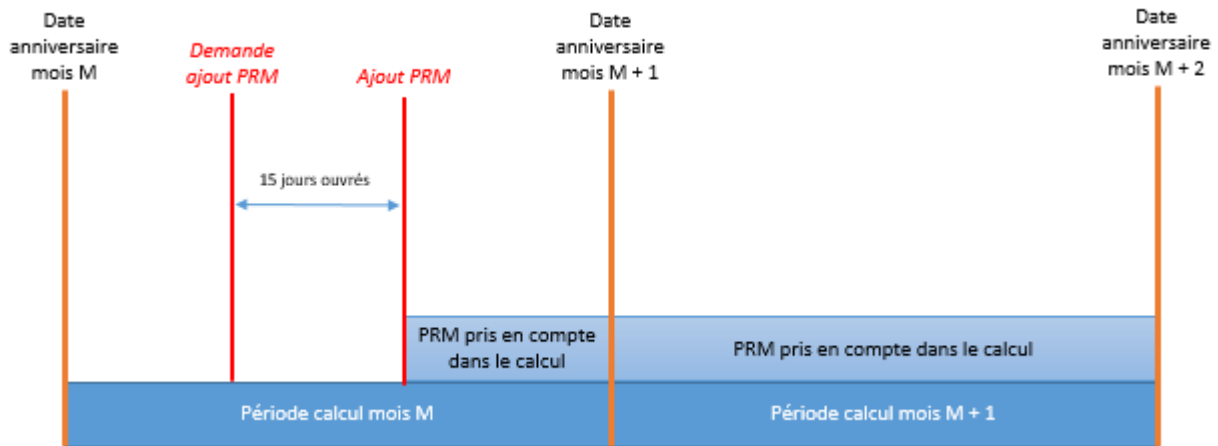 Date
anniversaire
mois M
Demande
ajout PRM
Ajout PRM
Date
anniversaire
mois M + 1
Date
anniversaire
mois M + 2
15 jours ouvrés
PRM pris en compte
dans le calcul
PRM pris en compte dans le calcul
Période calcul mois M
Période calcul mois M + 1